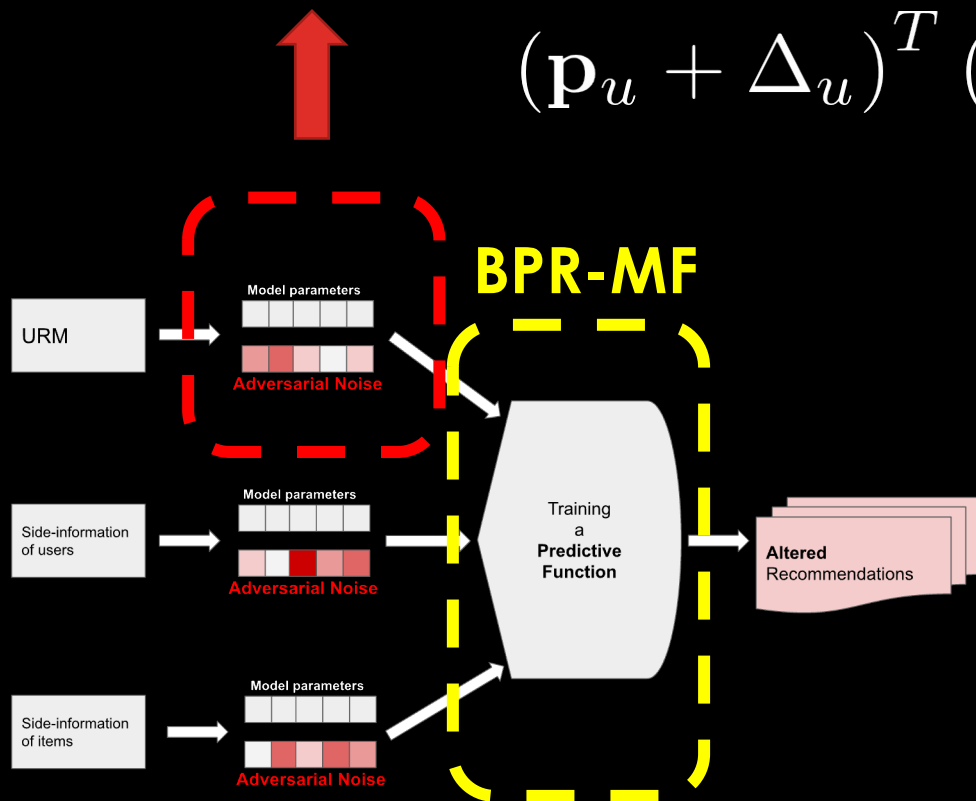 (p_u + Δ_u)^T (
BPR-MF
Model parameters
URM
Adversarial Noise
Model parameters
Side-information
of users
Adversarial Noise
Training
a
Predictive
Function
Altered
Recommendations
Model parameters
Side-information
of items
Adversarial Noise